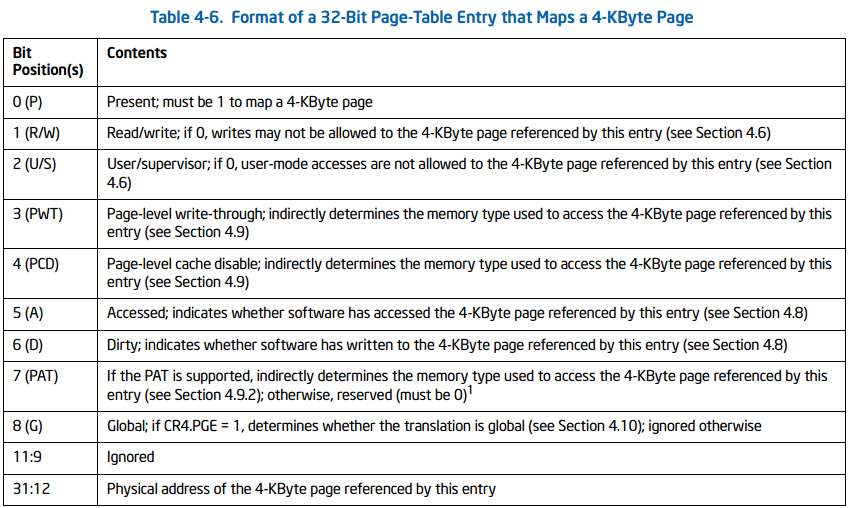 Table 4-6. Format of a 32-Bit Page-Table Entry that Maps a 4-KByte Page
Bit
Position(s)
Contents
0 (P)
Present; must be 1 to map a 4-KByte page
1 (R/W)
Read/write; if 0, writes may not be allowed to the 4-KByte page referenced by this entry (see Section 4.6)
2 (U/S)
User/supervisor; if 0, user-mode accesses are not allowed to the 4-KByte page referenced by this entry (see Section
4.6)
3 (PWT)
Page-level write-through; indirectly determines the memory type used to access the 4-KByte page referenced by this
entry (see Section 4.9)
4 (PCD)
Page-level cache disable; indirectly determines the memory type used to access the 4-KByte page referenced by this
entry (see Section 4.9)
5 (A)
Accessed; indicates whether software has accessed the 4-KByte page referenced by this entry (see Section 4.8)
6 (D)
Dirty; indicates whether software has written to the 4-KByte page referenced by this entry (see Section 4.8)
7 (PAT)
If the PAT is supported, indirectly determines the memory type used to access the 4-KByte page referenced by this
entry (see Section 4.9.2); otherwise, reserved (must be 0)1
8 (G)
Global; if CR4.PGE = 1, determines whether the translation is global (see Section 4.10); ignored otherwise
11:9
Ignored
31:12
Physical address of the 4-KByte page referenced by this entry